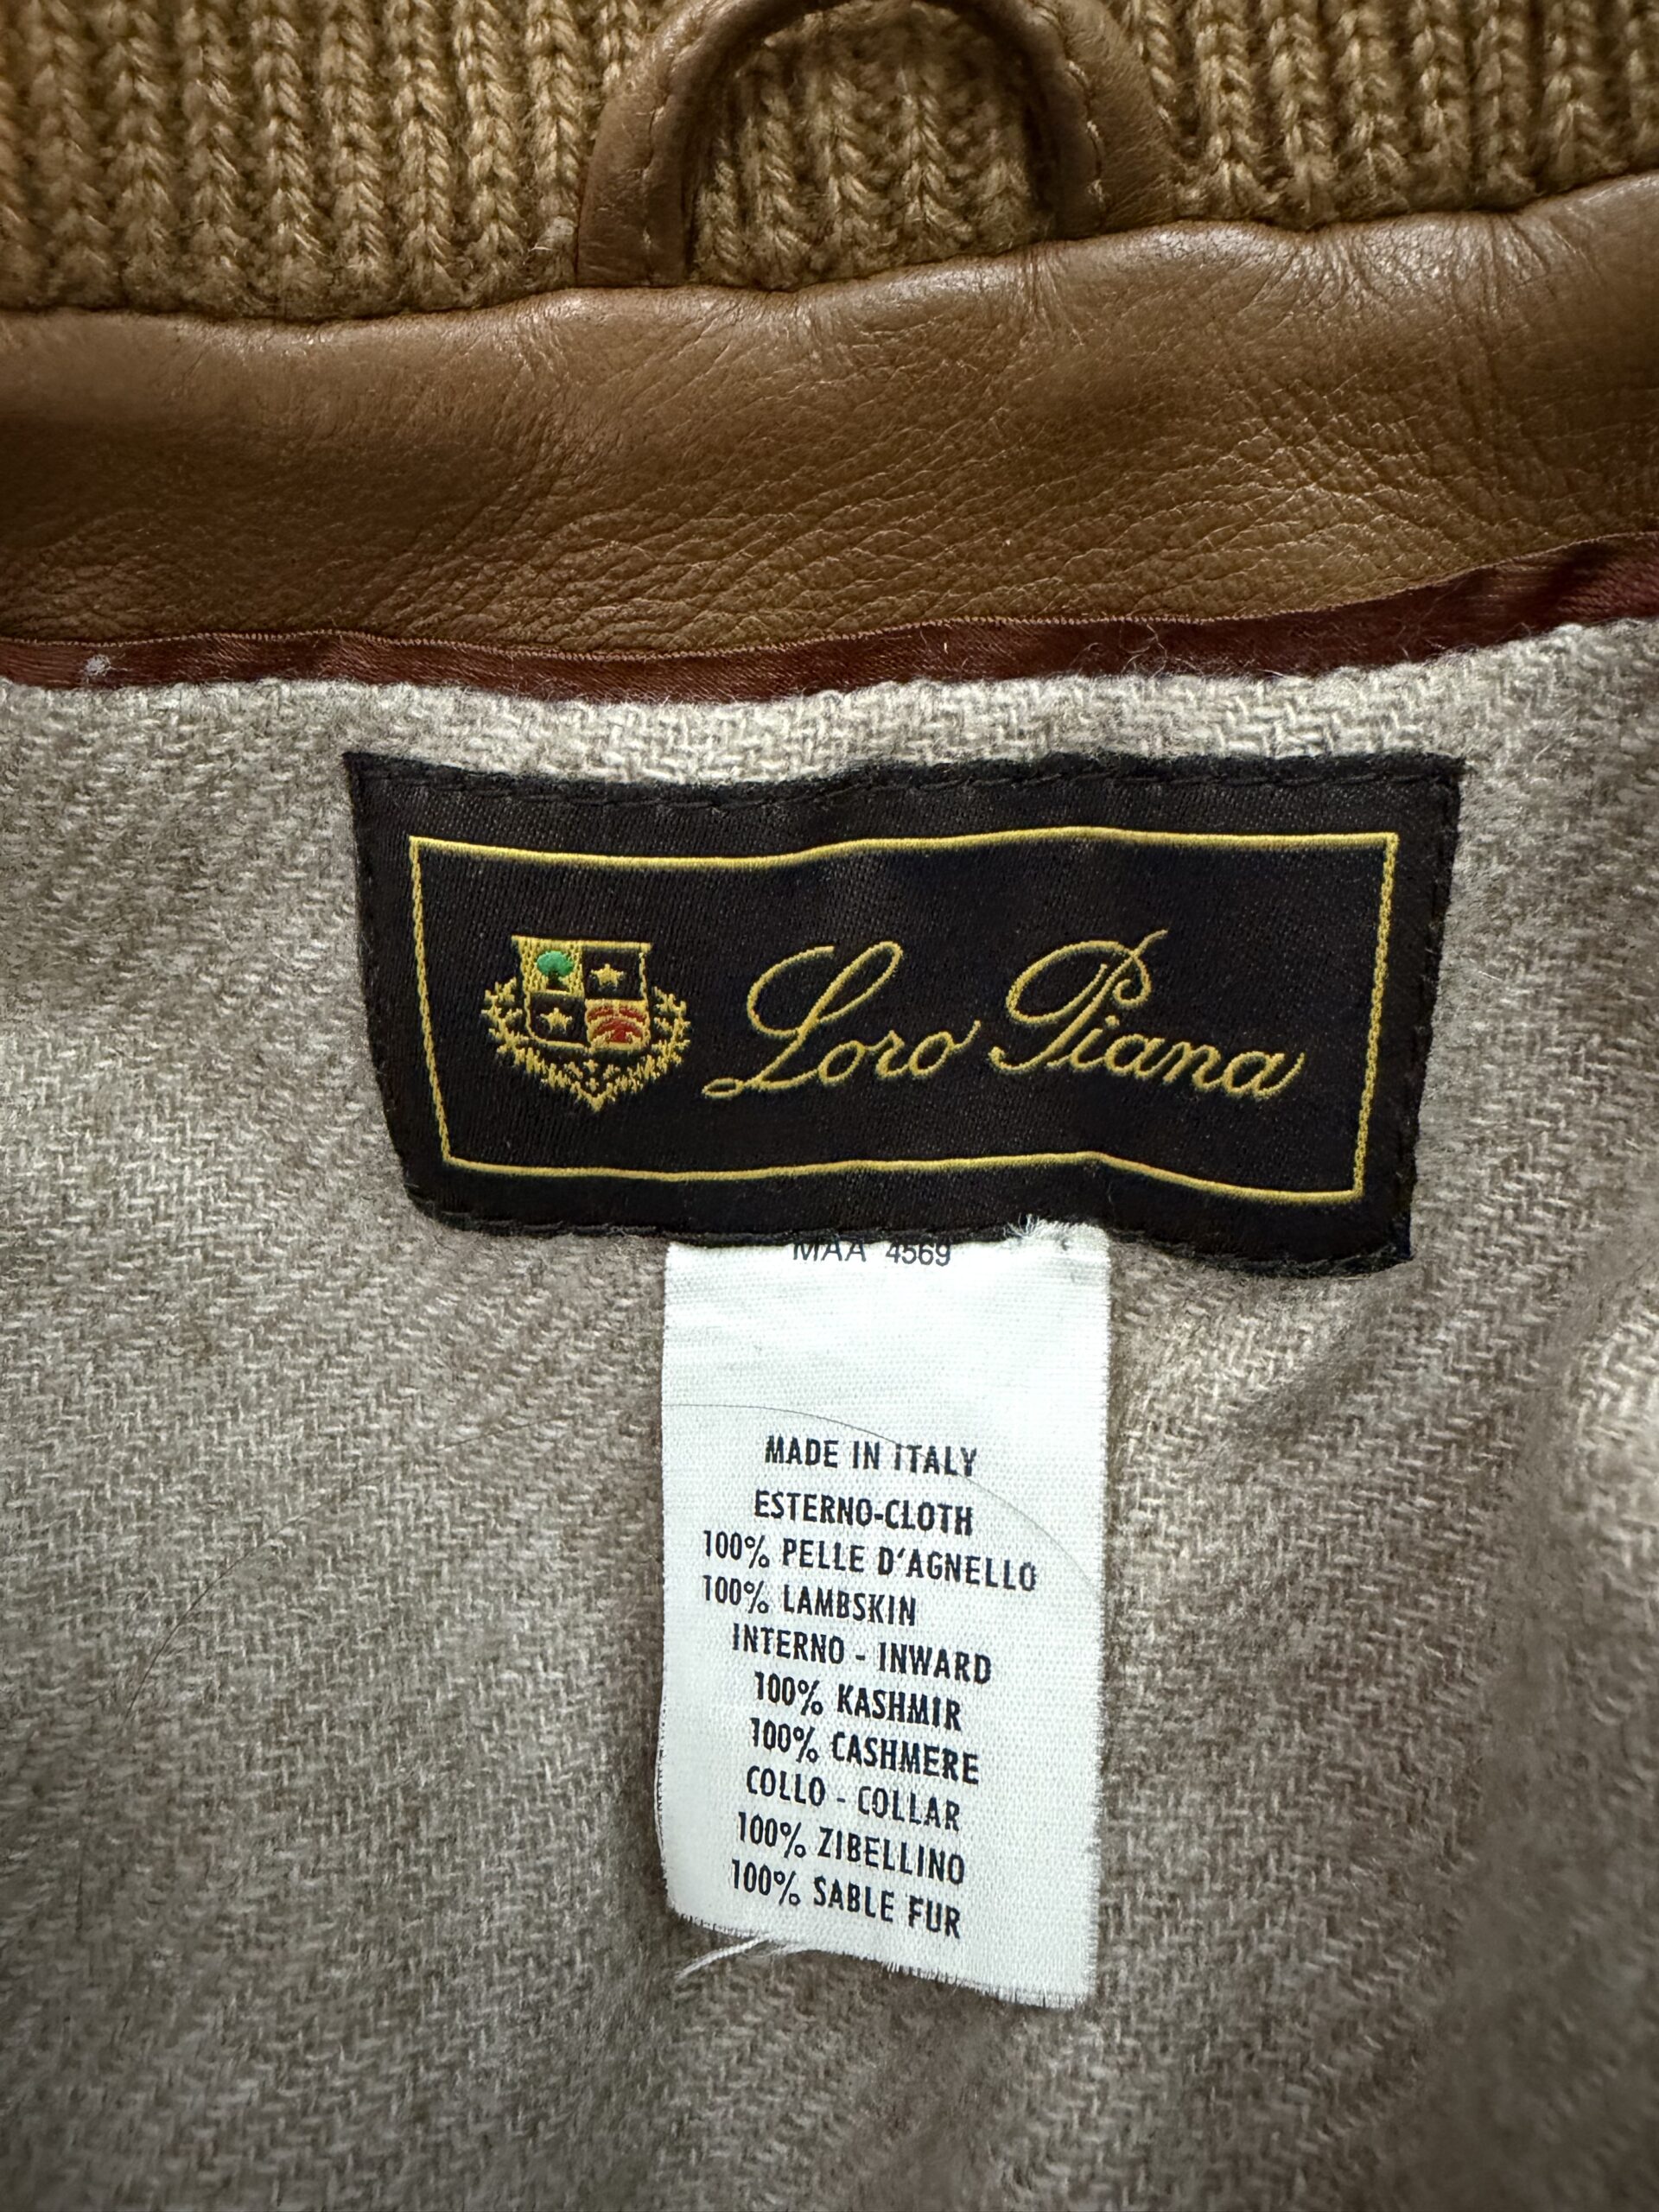 Loro Piana
MAA 4569
MADE IN ITALY
ESTERNO-CLOTH
100% PELLE D'AGNELLO
100% LAMBSKIN
INTERNO - INWARD
100% KASHMIR
100% CASHMERE
COLLO - COLLAR
100% ZIBELLINO
100% SABLE FUR